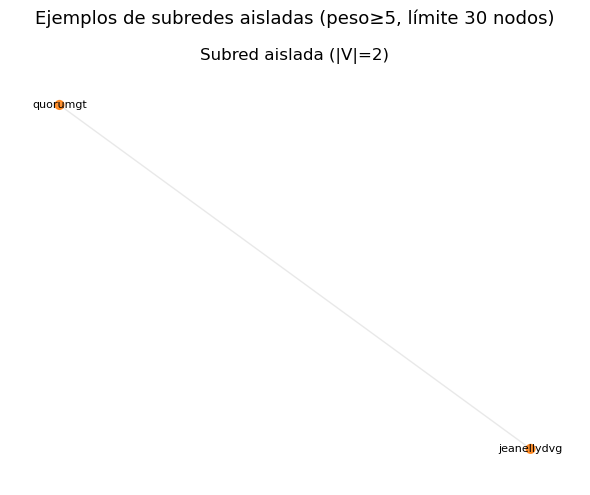 Ejemplos de subredes aisladas (peso≥5, límite 30 nodos)
Subred aislada (|V|=2)
quorumgt
jeanellydvg